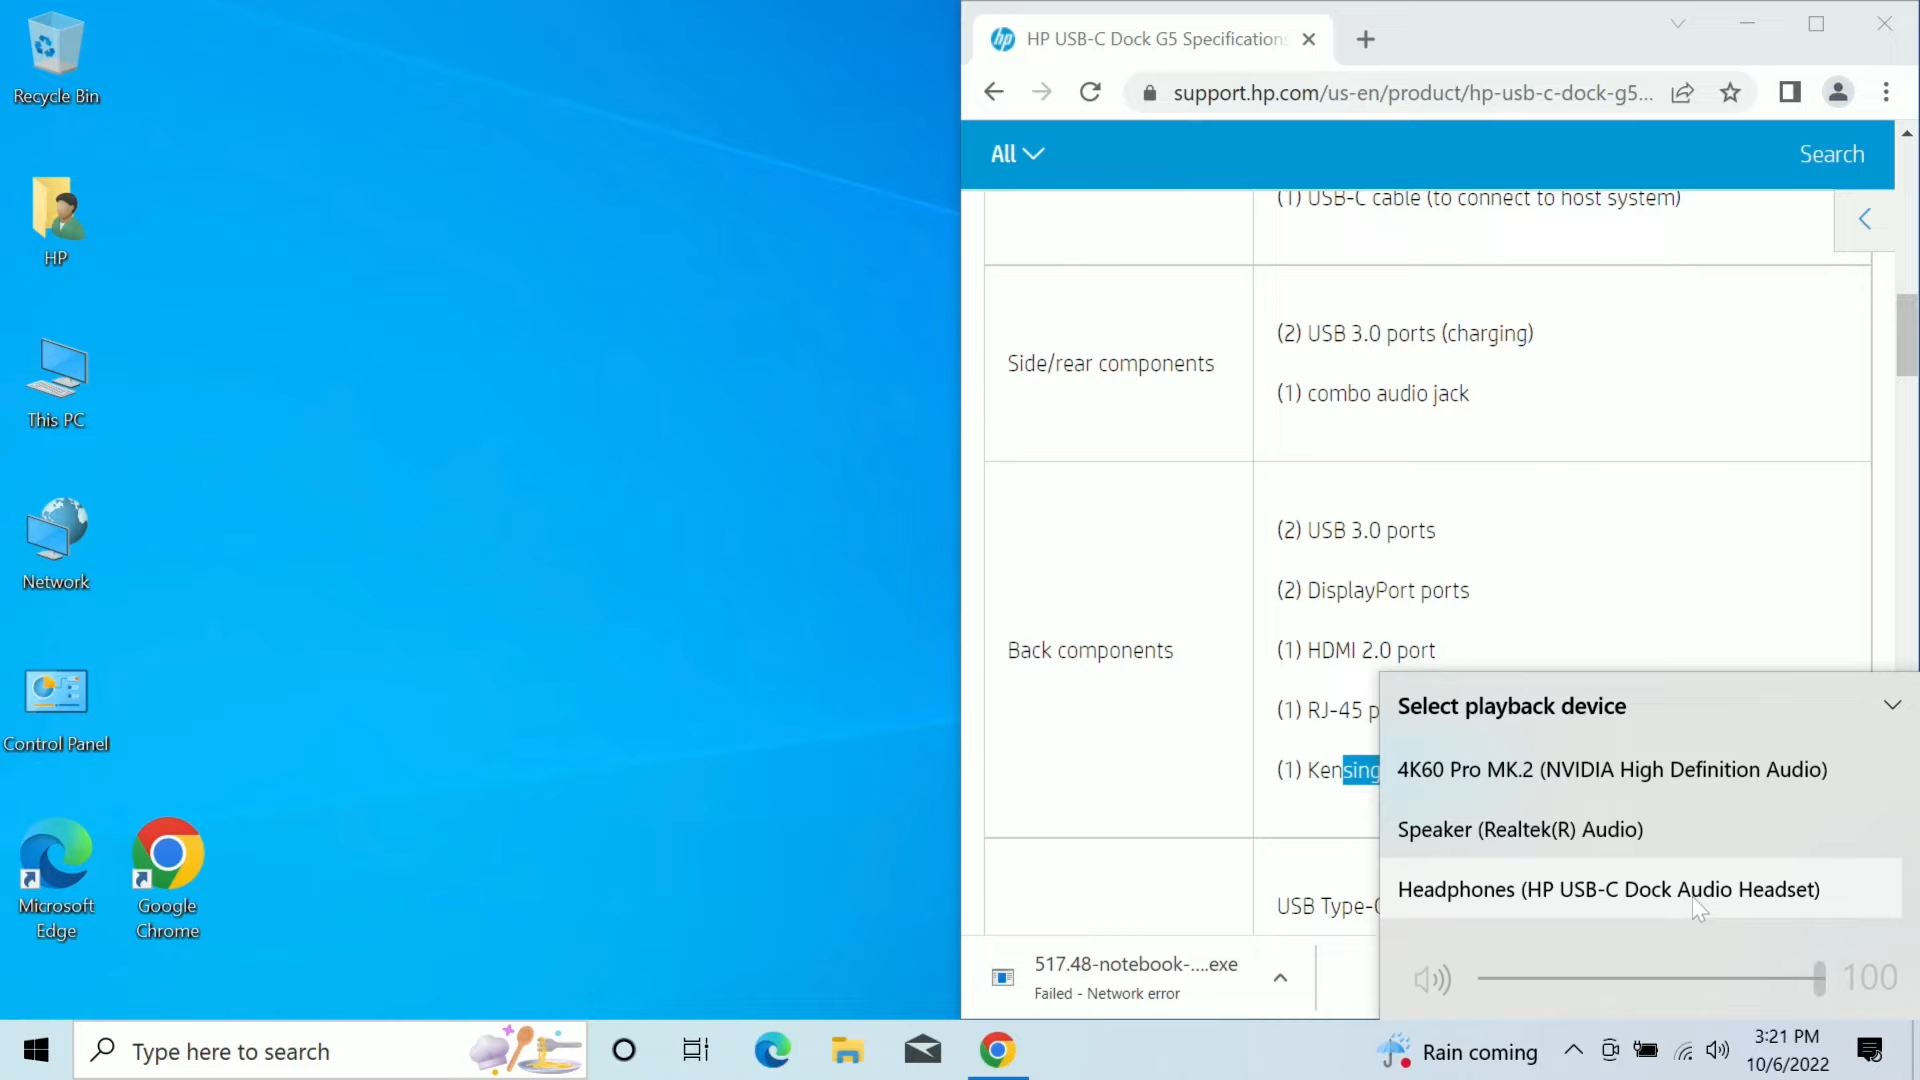 Recycle Bin
HP
This PC
Network
Control Panel
Microsoft
Edge
Google
Chrome
hp
HP USB-C Dock G5 Specifications
support.hp.com/us-en/product/hp-usb-c-dock-g5...
All
Search
(1) USB-C cable (to connect to host system)
Side/rear components
(2) USB 3.0 ports (charging)
(1) combo audio jack
Back components
(2) USB 3.0 ports
(2) DisplayPort ports
(1) HDMI 2.0 port
(1) RJ-45 p
(1) Kensing
USB Type-C
Select playback device
4K60 Pro MK.2 (NVIDIA High Definition Audio)
Speaker (Realtek(R) Audio)
Headphones (HP USB-C Dock Audio Headset)
100
517.48-notebook-....exe
Failed - Network error
Type here to search
Rain coming
3:21 PM
10/6/2022